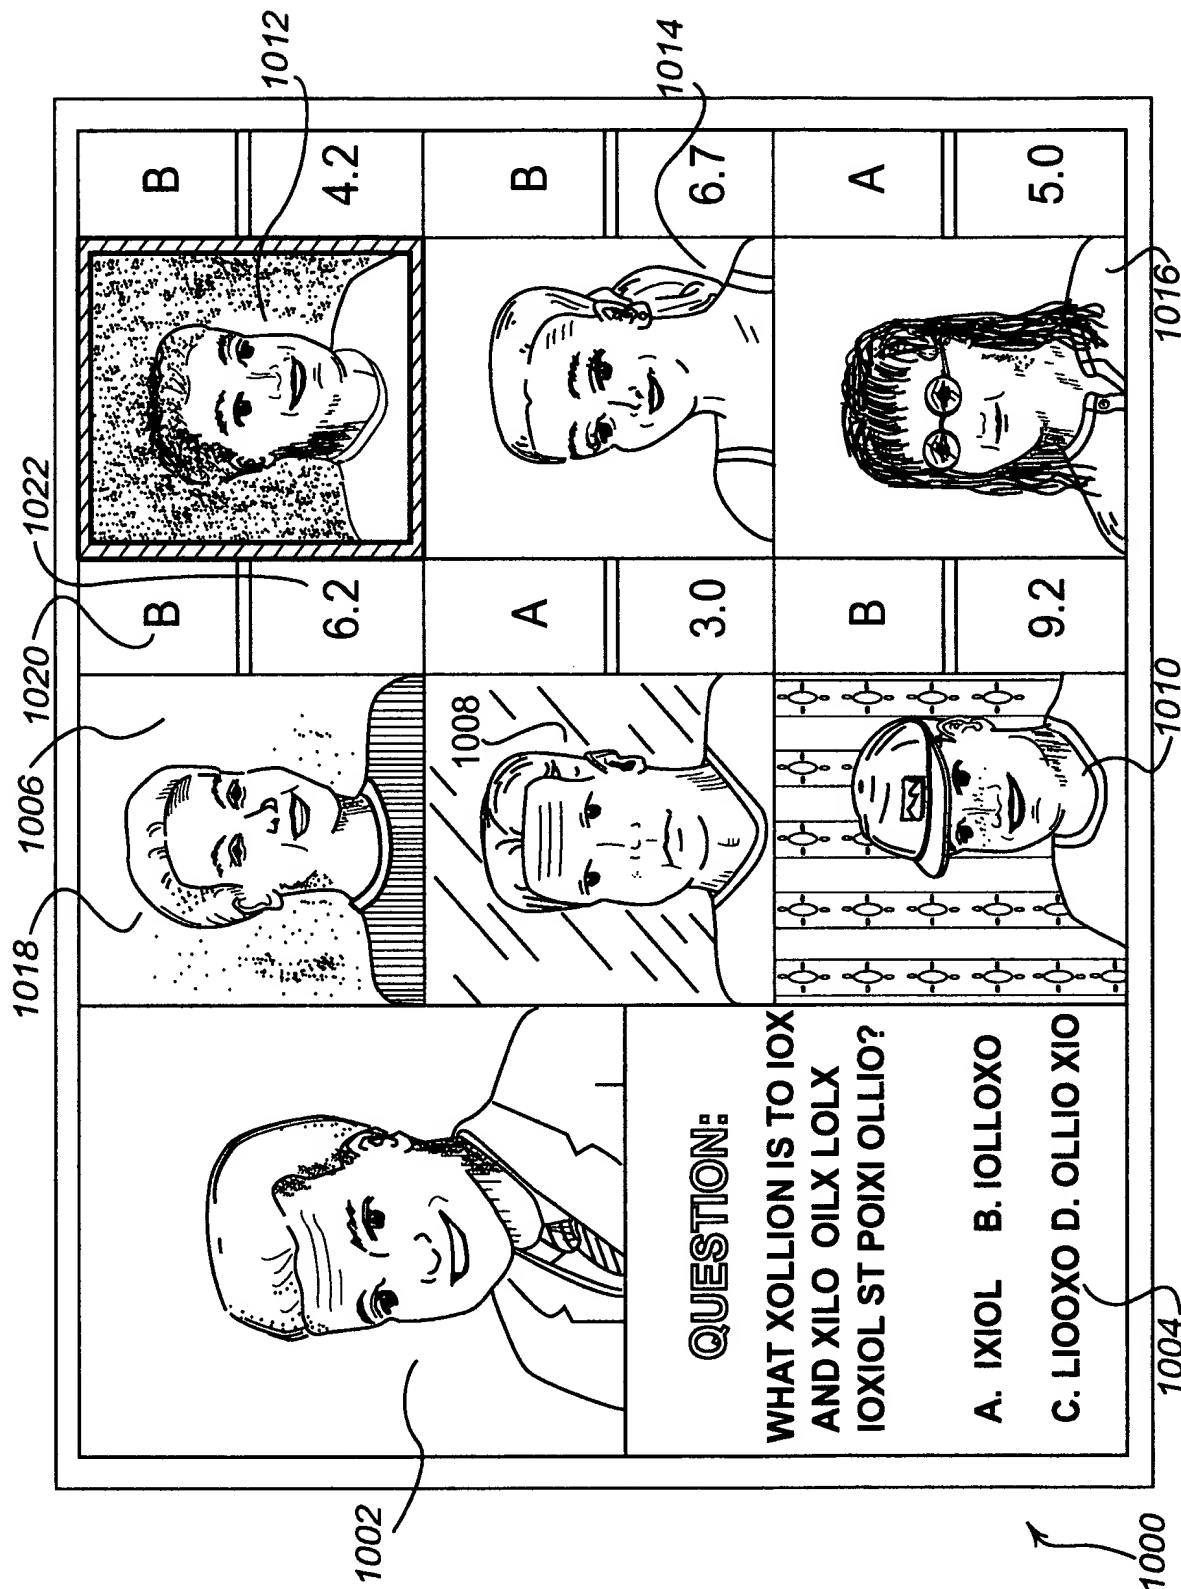 1018
1006
1020
1022
B
B
1012
6.2
4.2
1002
1008
A
B
1014
QUESTION:
3.0
6.7
WHAT XOLLION IS TO IOX
AND XILO OILX LOLX
IOXIOL ST POIXI OLLIO?
B
A
A. IXIOL B. IOLLOXO
C. LIOOXO D. OLLIO XIO
9.2
5.0
1000
1004
1010
1016